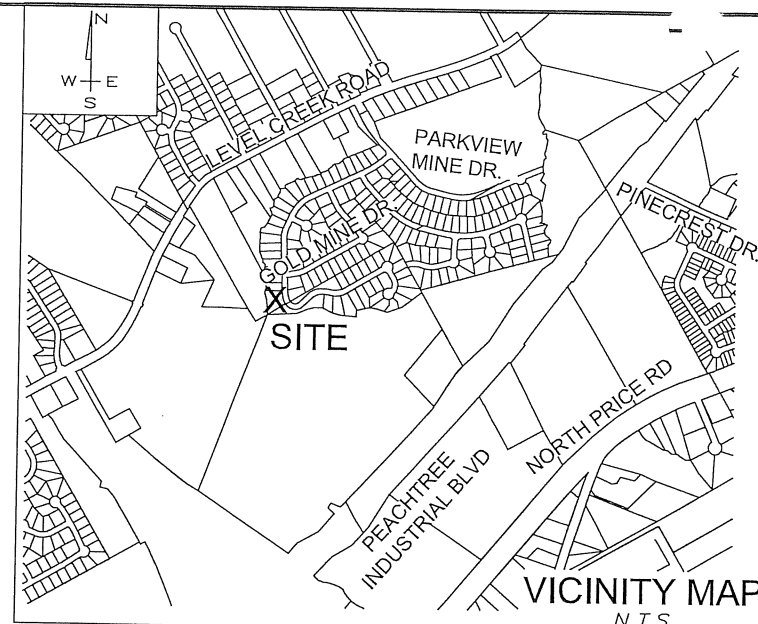 N
W E
S
LEVEL CREEK ROAD
PARKVIEW
MINE DR.
PINECREST DR.
GOLD MINE DR.
X
SITE
NORTH PRICE RD
PEACHTREE
INDUSTRIAL BLVD
VICINITY MAP
N.T.S.